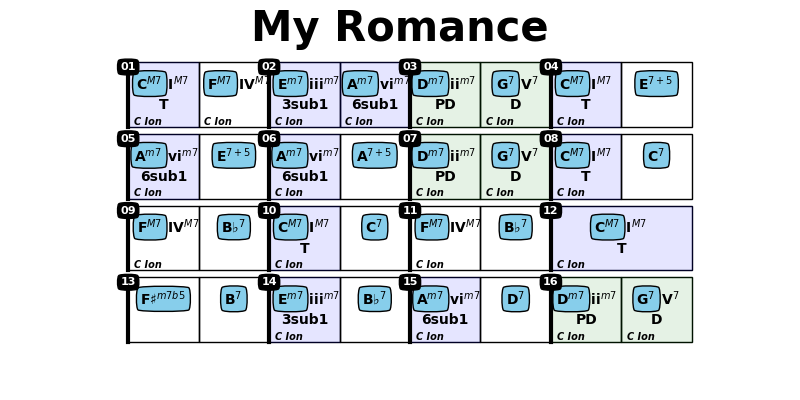 My Romance
01 02 03 04
C^M7 I^M7 F^M7 IV^M7 E^m7 iii^m7 A^m7 vi^m7 D^m7 ii^m7 G^7 V^7 C^M7 I^M7 E^7+5
T 3sub1 6sub1 PD D T
C Ion C Ion C Ion C Ion C Ion C Ion C Ion
05 06 07 08
A^m7 vi^m7 E^7+5 A^m7 vi^m7 A^7+5 D^m7 ii^m7 G^7 V^7 C^M7 I^M7 C^7
6sub1 6sub1 PD D T
C Ion C Ion C Ion C Ion C Ion
09 10 11 12
F^M7 IV^M7 B♭^7 C^M7 I^M7 C^7 F^M7 IV^M7 B♭^7 C^M7 I^M7
T T
C Ion C Ion C Ion C Ion
13 14 15 16
F♯^m7b5 B^7 E^m7 iii^m7 B♭^7 A^m7 vi^m7 D^7 D^m7 ii^m7 G^7 V^7
3sub1 6sub1 PD D
C Ion C Ion C Ion C Ion